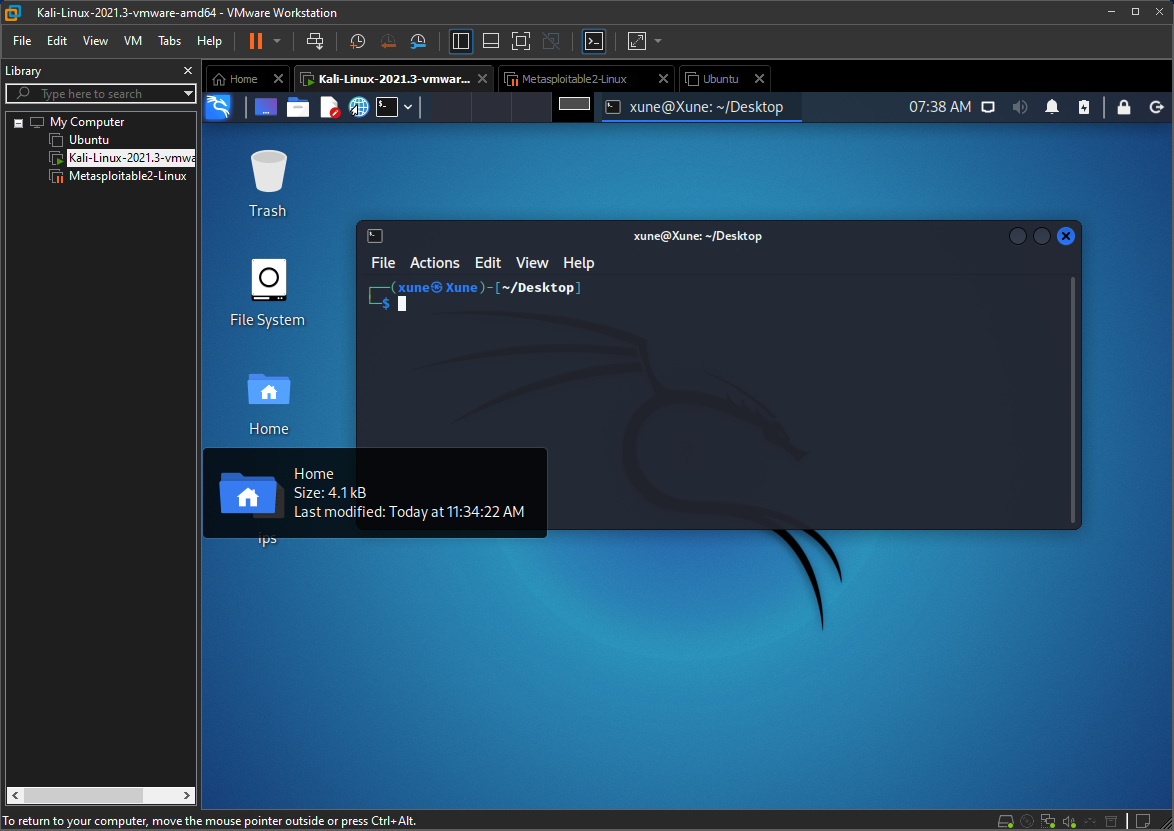 Kali-Linux-2021.3-vmware-amd64 - VMware Workstation
File Edit View VM Tabs Help
Library
Type here to search
My Computer
Ubuntu
Kali-Linux-2021.3-vmwa
Metasploitable2-Linux
Home
Kali-Linux-2021.3-vmwar...
Metasploitable2-Linux
Ubuntu
xune@Xune: ~/Desktop
07:38 AM
Trash
File System
Home
xune@Xune: ~/Desktop
File Actions Edit View Help
┌──(xune㉿Xune)-[~/Desktop]
└─$
Home
Size: 4.1 kB
Last modified: Today at 11:34:22 AM
ips
To return to your computer, move the mouse pointer outside or press Ctrl+Alt.